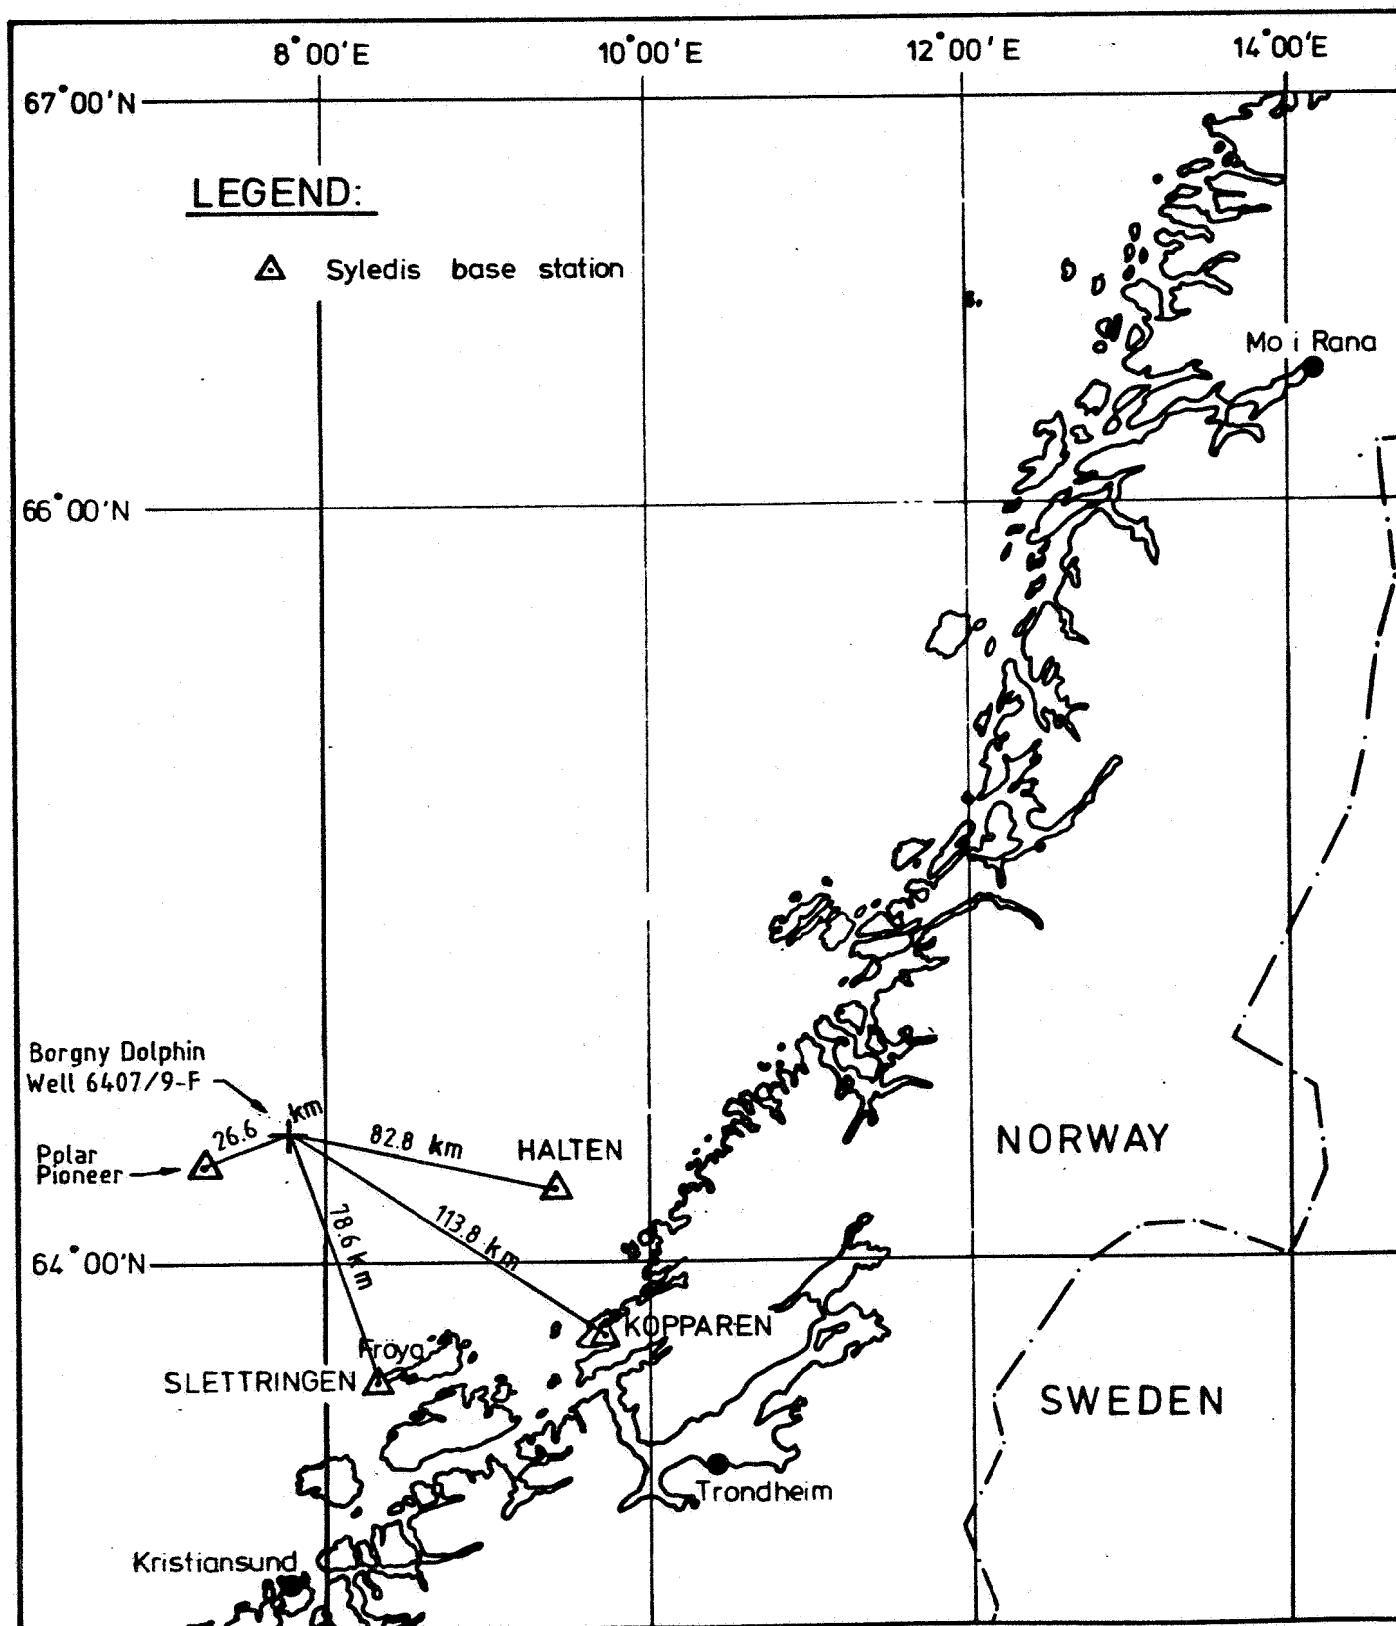 8°00'E 10°00'E 12°00'E 14°00'E
67°00'N
LEGEND:
Syledis base station
Mo i Rana
66°00'N
Borgny Dolphin
Well 6407/9-F
km
26.6
82.8 km
HALTEN
NORWAY
Polar
Pioneer
78.6 km
113.8 km
64°00'N
KOPPAREN
Fröya
SLETTRINGEN
SWEDEN
Trondheim
Kristiansund